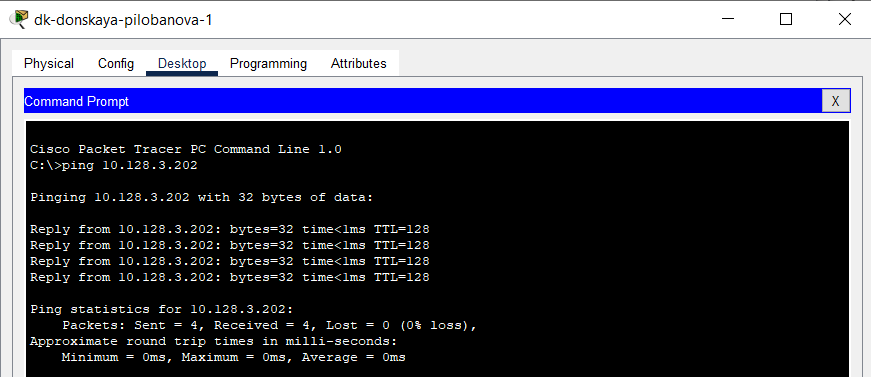 dk-donskaya-pilobanova-1
Physical Config Desktop Programming Attributes
Command Prompt X
Cisco Packet Tracer PC Command Line 1.0
C:\>ping 10.128.3.202
Pinging 10.128.3.202 with 32 bytes of data:
Reply from 10.128.3.202: bytes=32 time<1ms TTL=128
Reply from 10.128.3.202: bytes=32 time<1ms TTL=128
Reply from 10.128.3.202: bytes=32 time<1ms TTL=128
Reply from 10.128.3.202: bytes=32 time<1ms TTL=128
Ping statistics for 10.128.3.202:
Packets: Sent = 4, Received = 4, Lost = 0 (0% loss),
Approximate round trip times in milli-seconds:
Minimum = 0ms, Maximum = 0ms, Average = 0ms